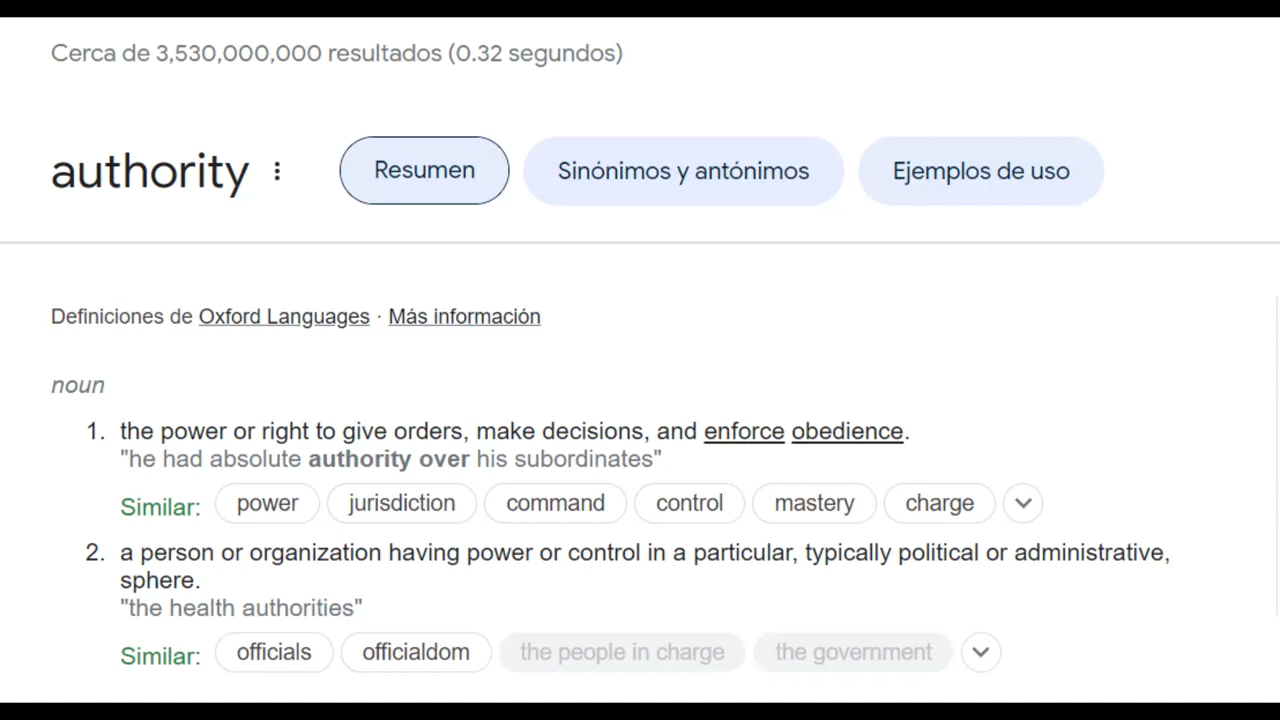 Cerca de 3,530,000,000 resultados (0.32 segundos)
authority Resumen Sinónimos y antónimos Ejemplos de uso
Definiciones de Oxford Languages · Más información
noun
1. the power or right to give orders, make decisions, and enforce obedience.
"he had absolute authority over his subordinates"
Similar: power jurisdiction command control mastery charge
2. a person or organization having power or control in a particular, typically political or administrative,
sphere.
"the health authorities"
Similar: officials officialdom the people in charge the government